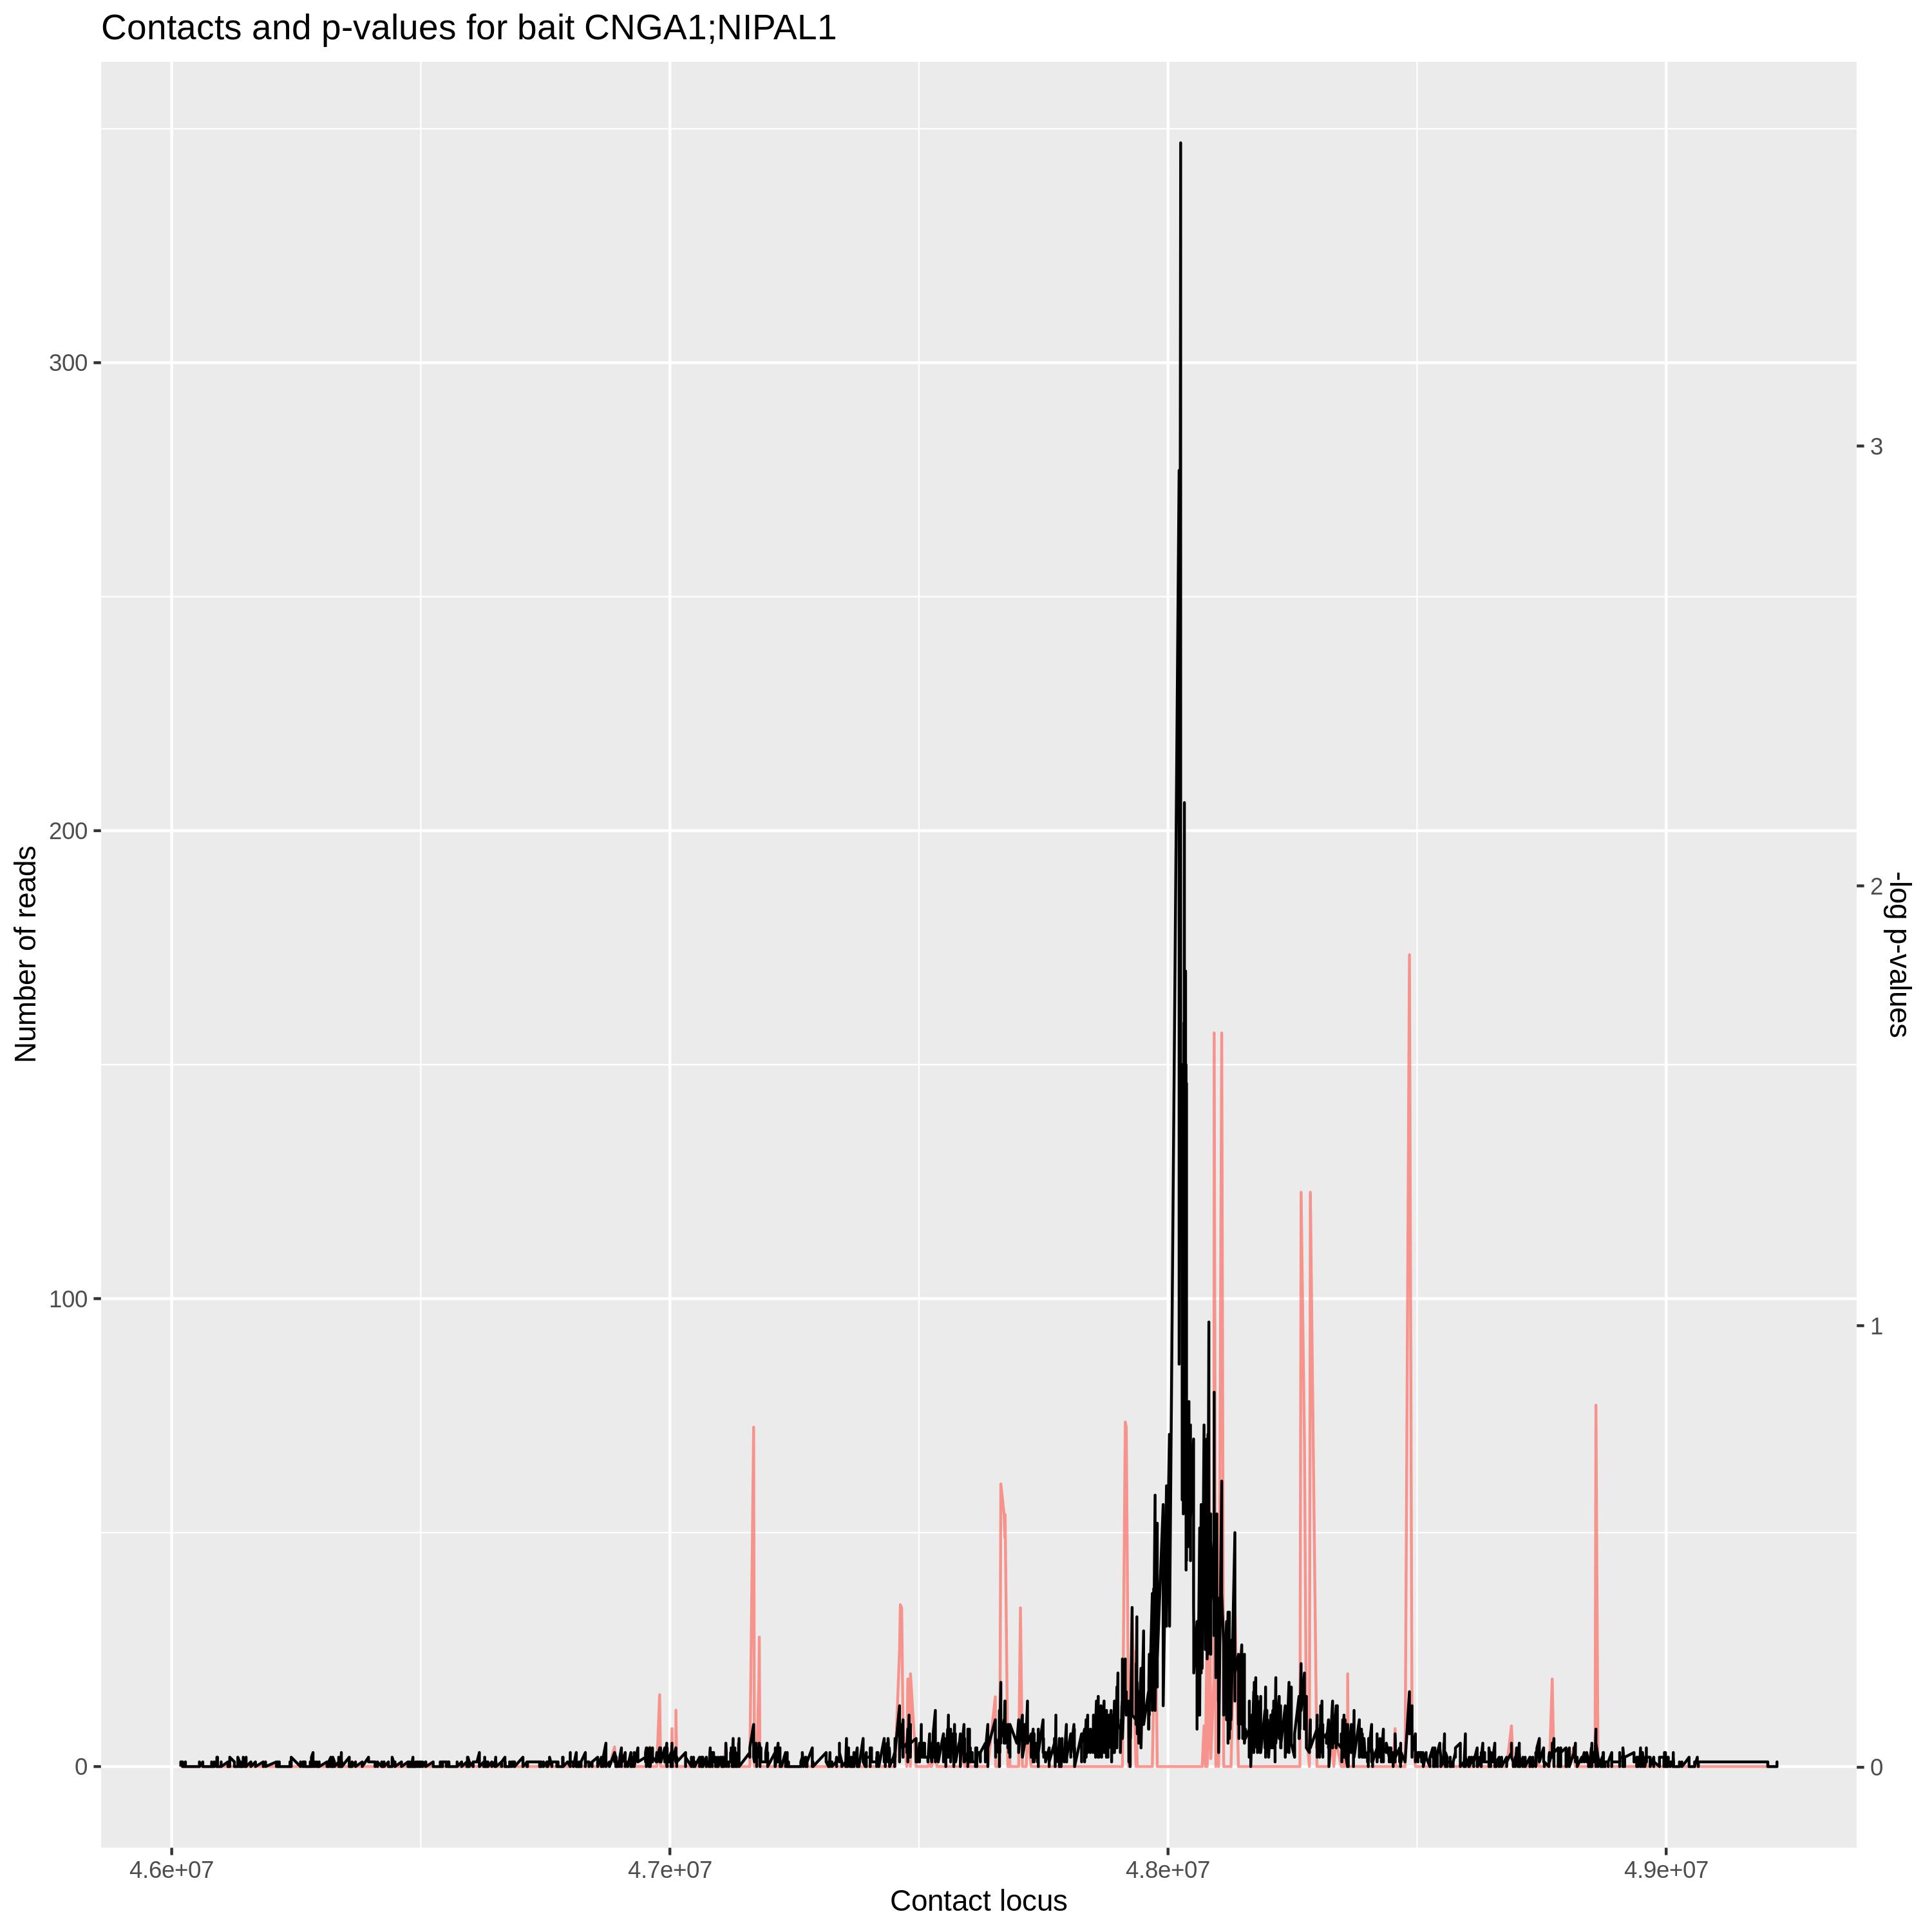 Contacts and p-values for bait CNGA1;NIPAL1
300
200
100
0
Number of reads
3
2
1
0
-log p-values
4.6e+07
4.7e+07
4.8e+07
4.9e+07
Contact locus